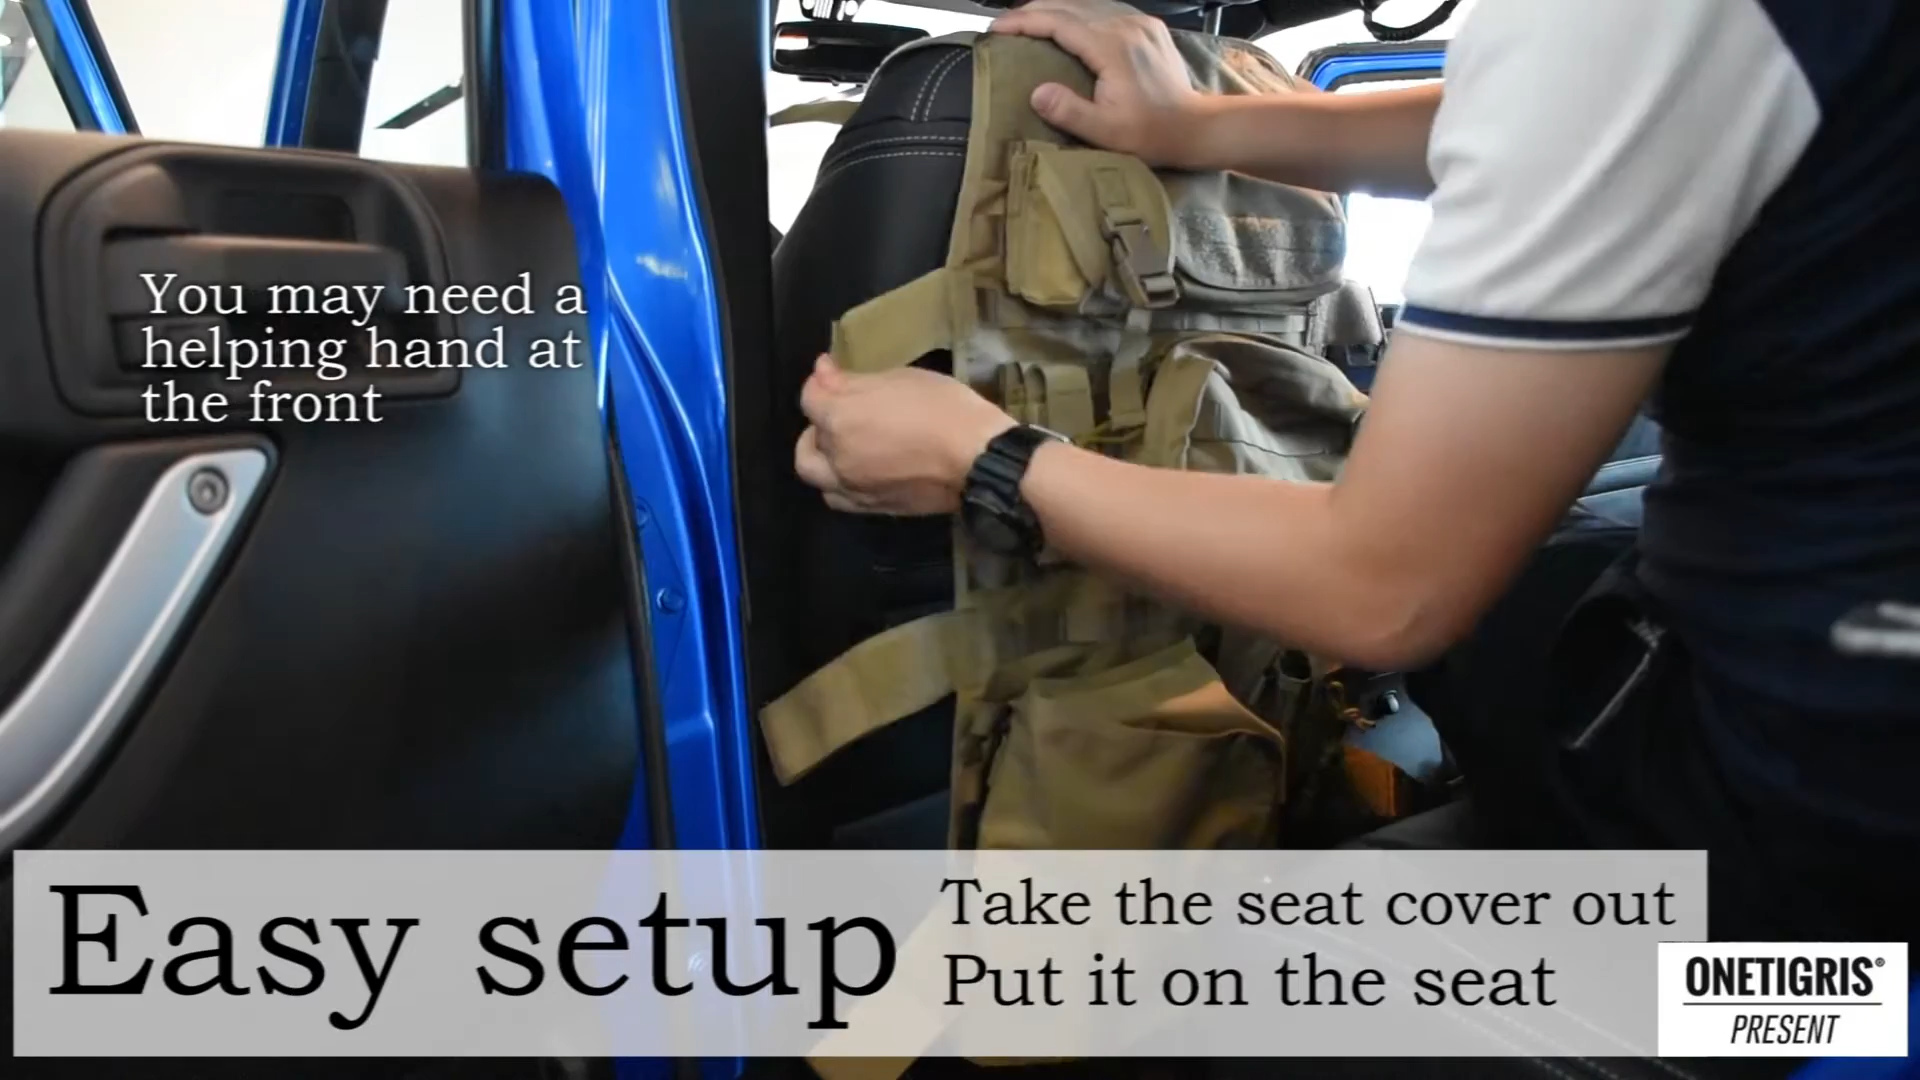 You may need a
helping hand at
the front
Easy setup
Take the seat cover out
Put it on the seat
ONETIGRIS®
PRESENT